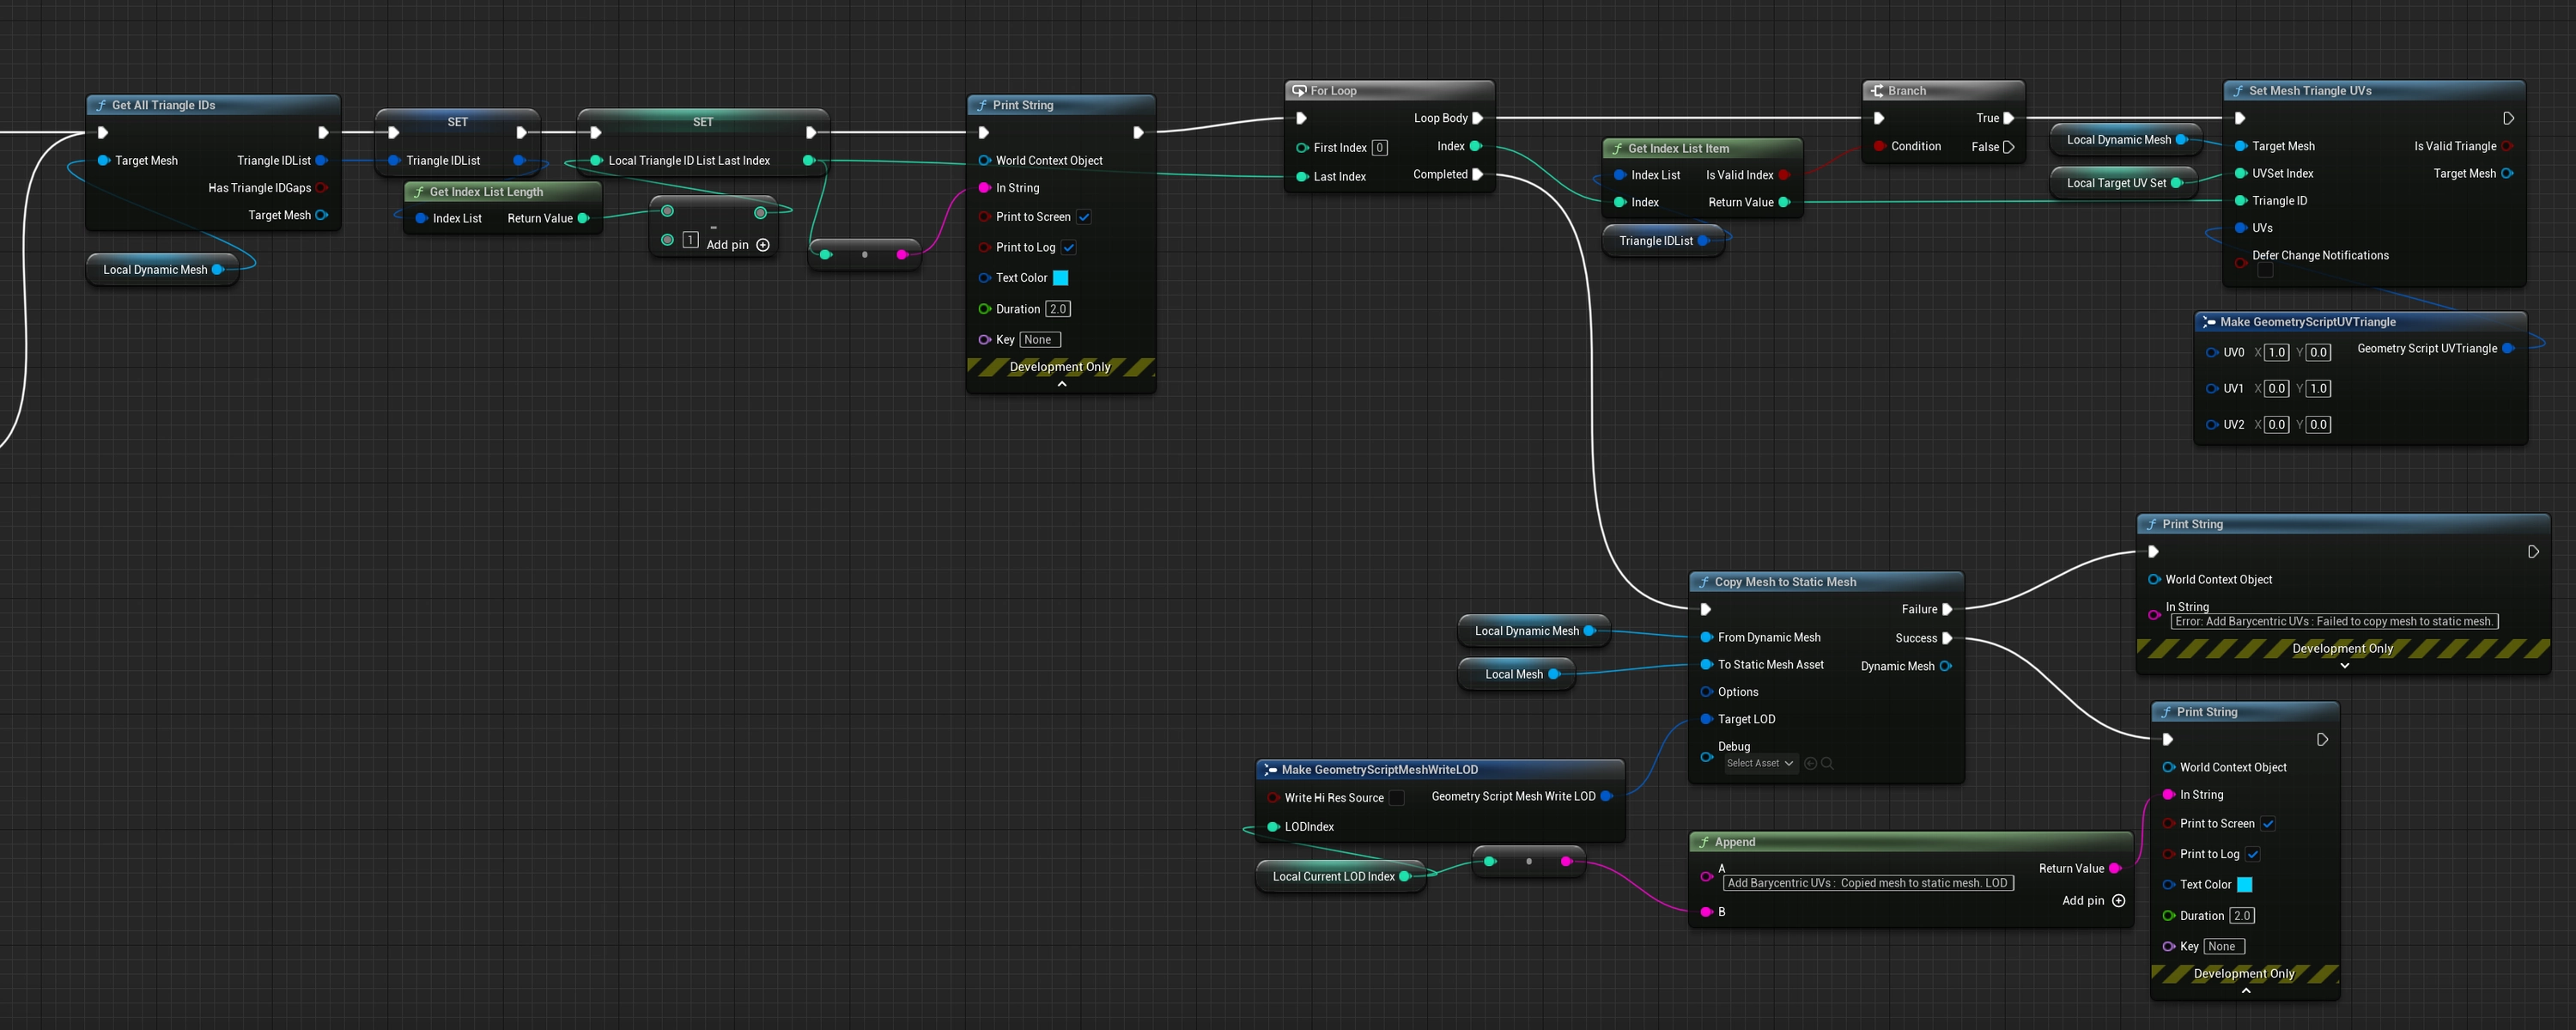 Get All Triangle IDs
Target Mesh
Triangle IDList
Has Triangle IDGaps
Target Mesh
Local Dynamic Mesh
SET
Triangle IDList
Get Index List Length
Index List
Return Value
SET
Local Triangle ID List Last Index
-
1
Add pin
Print String
World Context Object
In String
Print to Screen
Print to Log
Text Color
Duration 2.0
Key None
Development Only
For Loop
Loop Body
First Index 0
Index
Last Index
Completed
Get Index List Item
Index List
Is Valid Index
Index
Return Value
Triangle IDList
Branch
True
Condition
False
Local Dynamic Mesh
Local Target UV Set
Set Mesh Triangle UVs
Target Mesh
Is Valid Triangle
UVSet Index
Target Mesh
Triangle ID
UVs
Defer Change Notifications
Make GeometryScriptUVTriangle
UV0 X 1.0 Y 0.0
Geometry Script UVTriangle
UV1 X 0.0 Y 1.0
UV2 X 0.0 Y 0.0
Local Dynamic Mesh
Local Mesh
Copy Mesh to Static Mesh
Failure
From Dynamic Mesh
Success
To Static Mesh Asset
Dynamic Mesh
Options
Target LOD
Debug
Select Asset
Print String
World Context Object
In String
Error: Add Barycentric UVs : Failed to copy mesh to static mesh.
Development Only
Make GeometryScriptMeshWriteLOD
Write Hi Res Source
Geometry Script Mesh Write LOD
LODIndex
Local Current LOD Index
Append
A
Add Barycentric UVs :  Copied mesh to static mesh. LOD
Return Value
Add pin
B
Print String
World Context Object
In String
Print to Screen
Print to Log
Text Color
Duration 2.0
Key None
Development Only